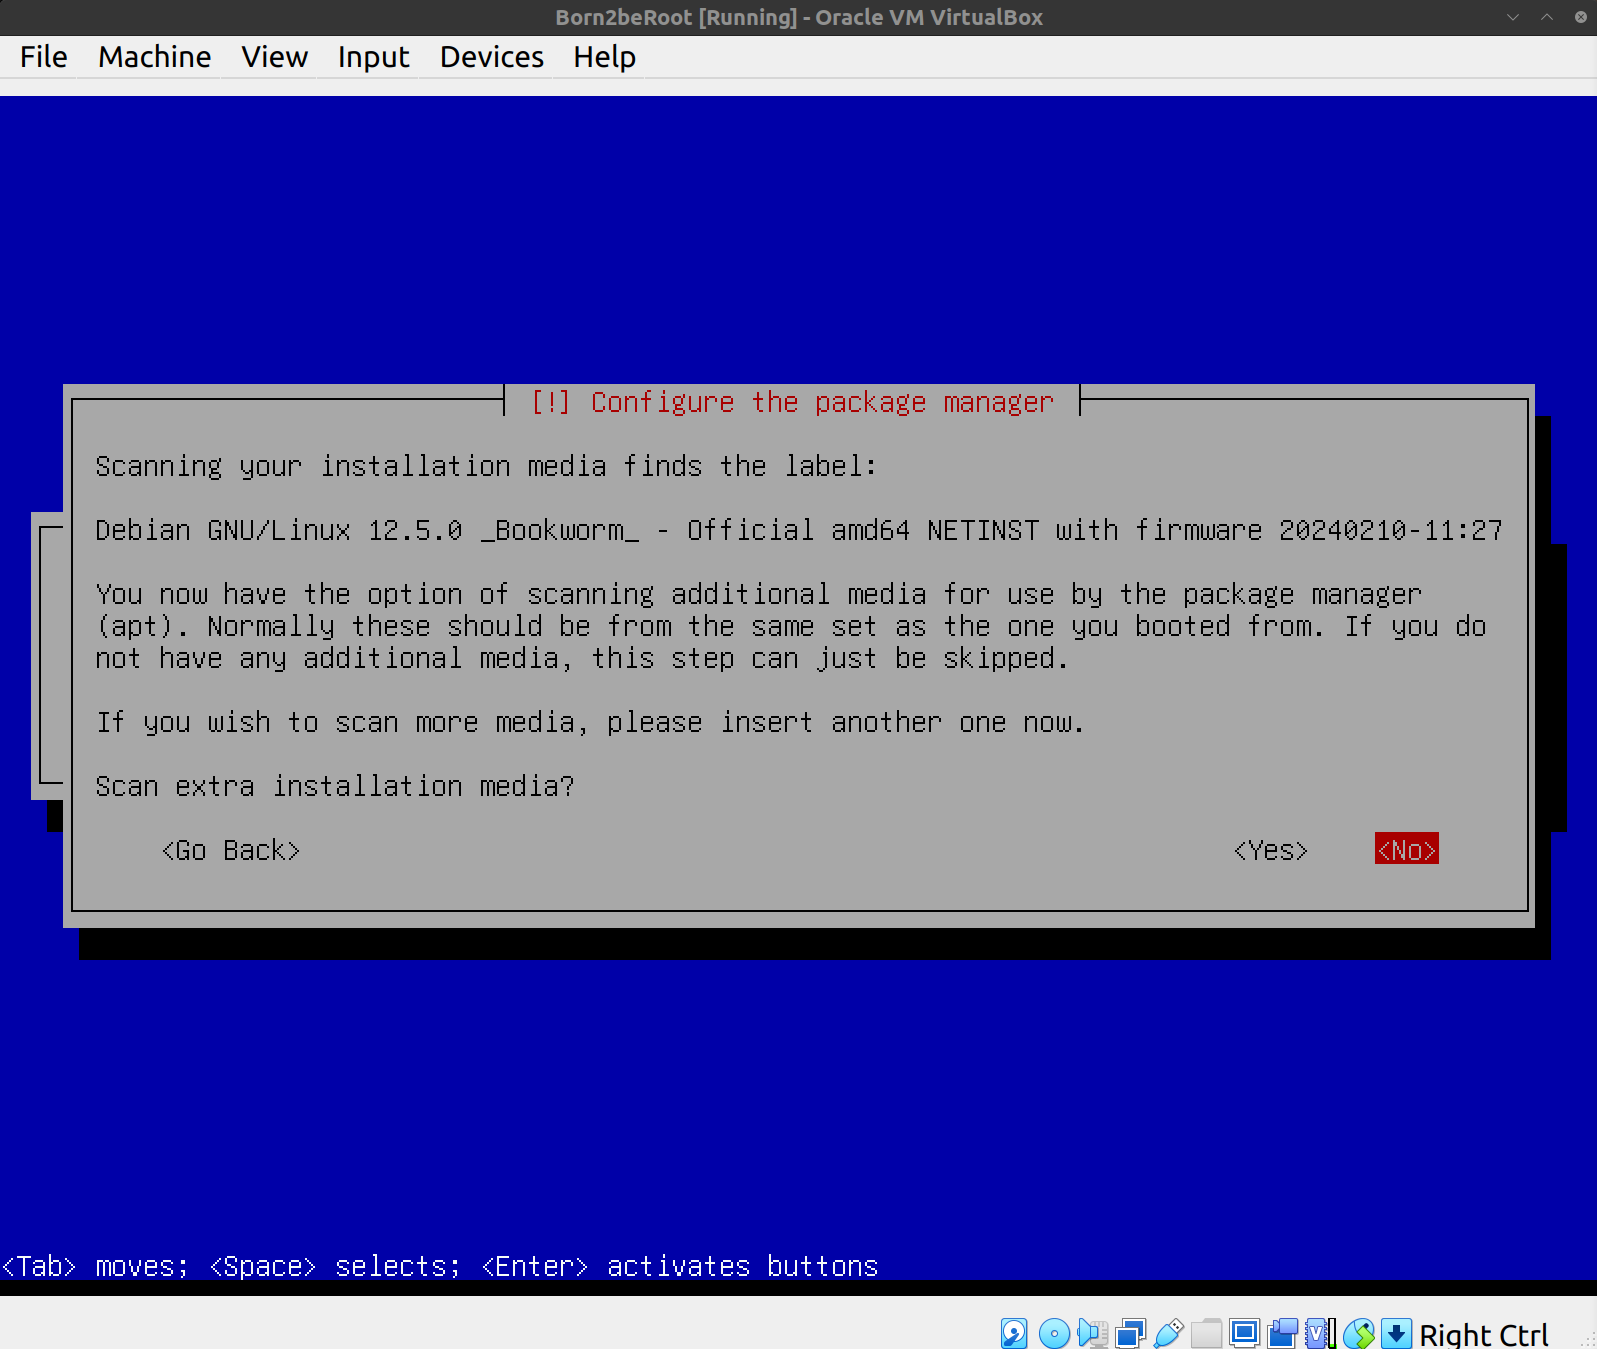 Born2beRoot [Running] - Oracle VM VirtualBox
File Machine View Input Devices Help
[!] Configure the package manager
Scanning your installation media finds the label:
Debian GNU/Linux 12.5.0 _Bookworm_ - Official amd64 NETINST with firmware 20240210-11:27
You now have the option of scanning additional media for use by the package manager
(apt). Normally these should be from the same set as the one you booted from. If you do
not have any additional media, this step can just be skipped.
If you wish to scan more media, please insert another one now.
Scan extra installation media?
<Go Back> <Yes> <No>
<Tab> moves; <Space> selects; <Enter> activates buttons
Right Ctrl